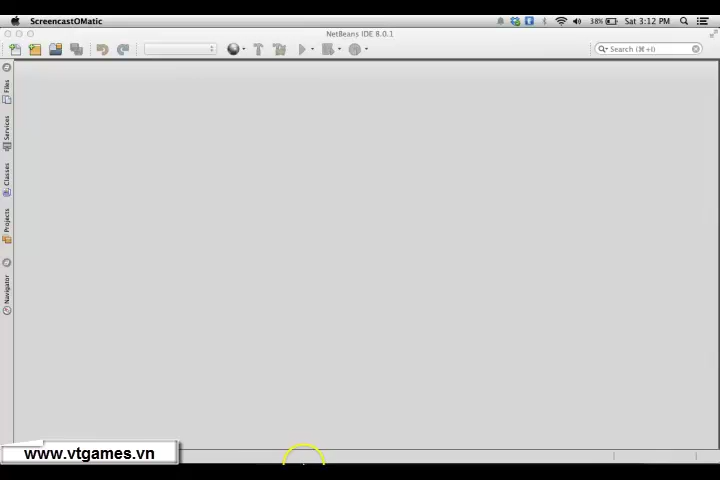 ScreencastOMatic
38%
Sat 3:12 PM
NetBeans IDE 8.0.1
Search (⌘+I)
Files
Services
Classes
Projects
Navigator
www.vtgames.vn